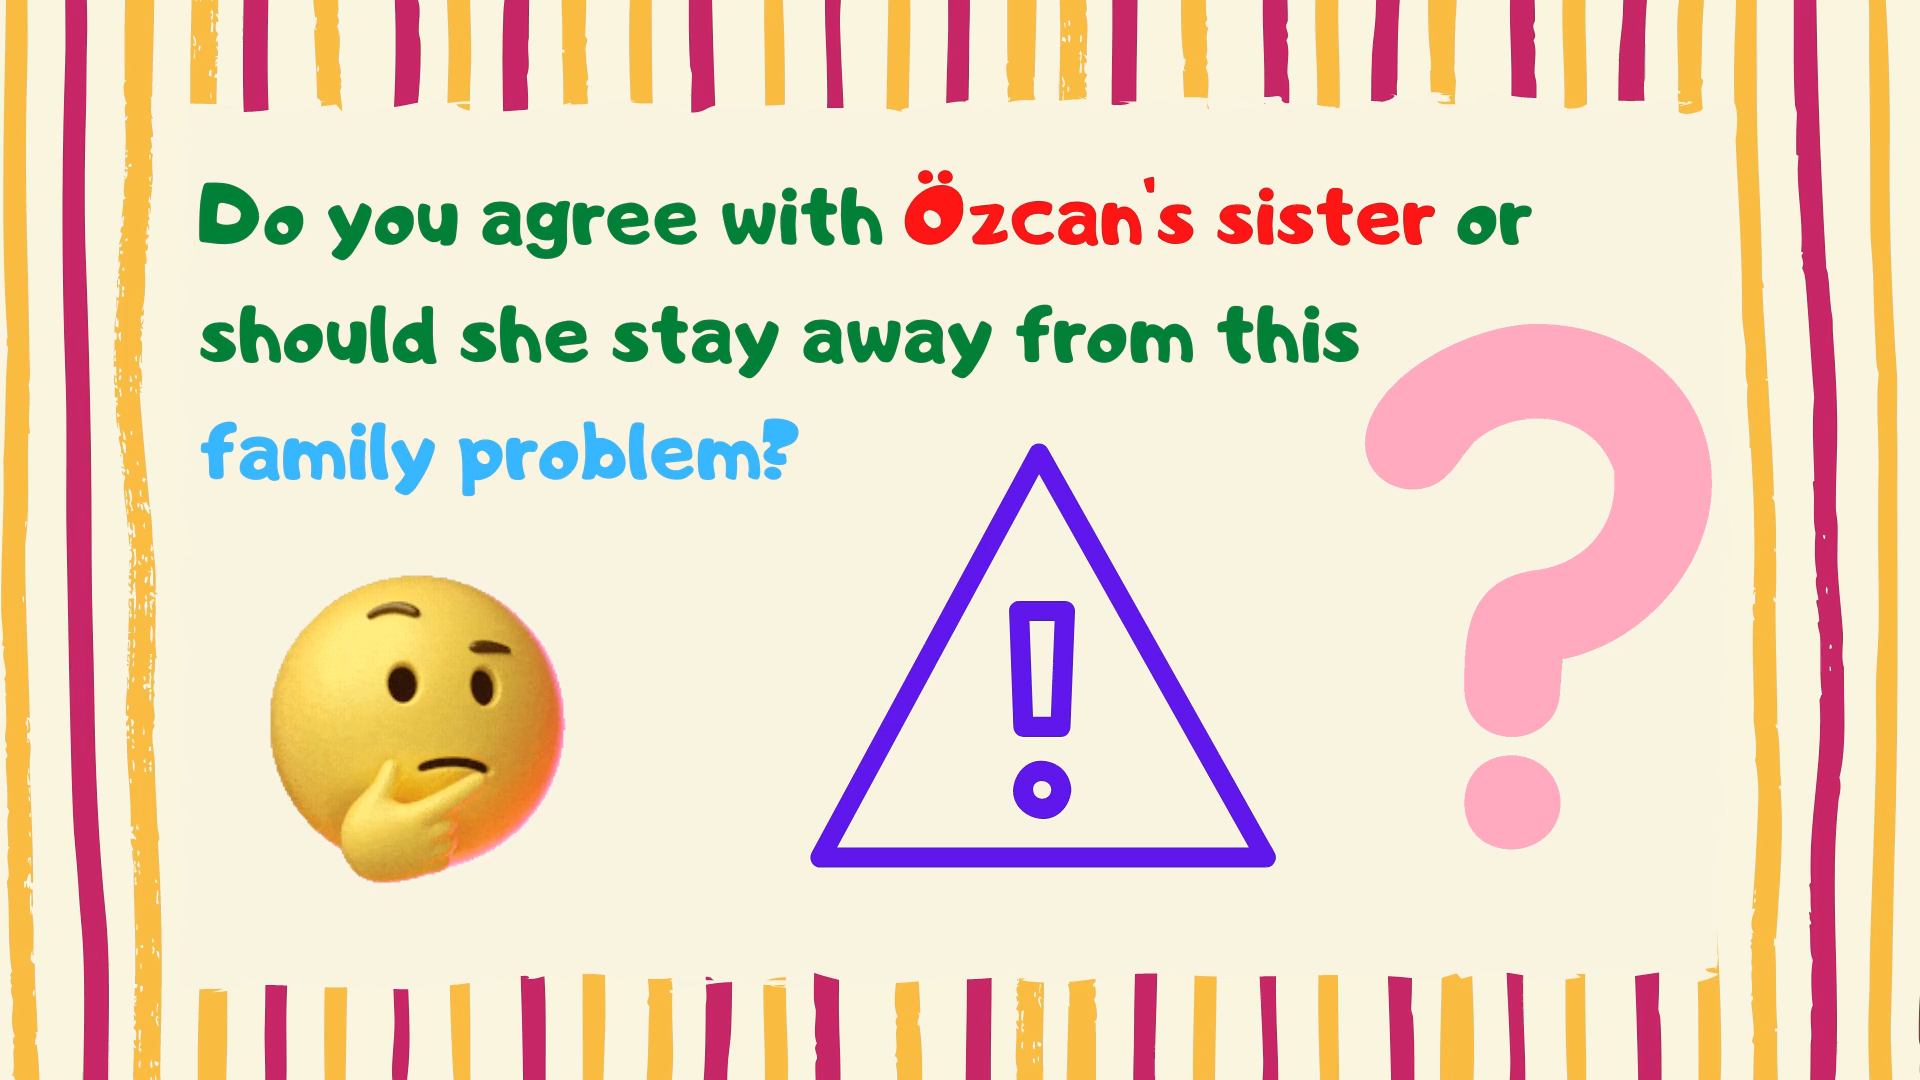 Do you agree with Özcan's sister or
should she stay away from this
family problem?